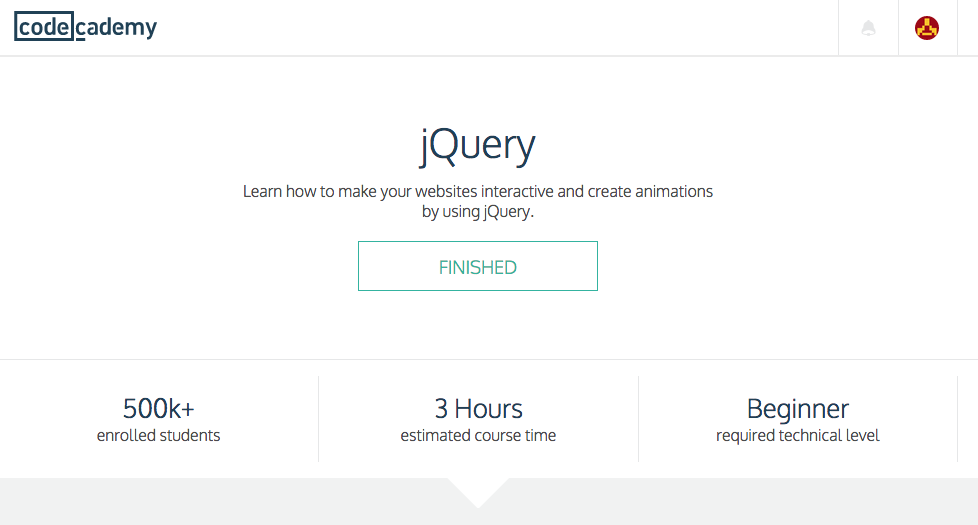 codecademy
jQuery
Learn how to make your websites interactive and create animations
by using jQuery.
FINISHED
500k+
enrolled students
3 Hours
estimated course time
Beginner
required technical level